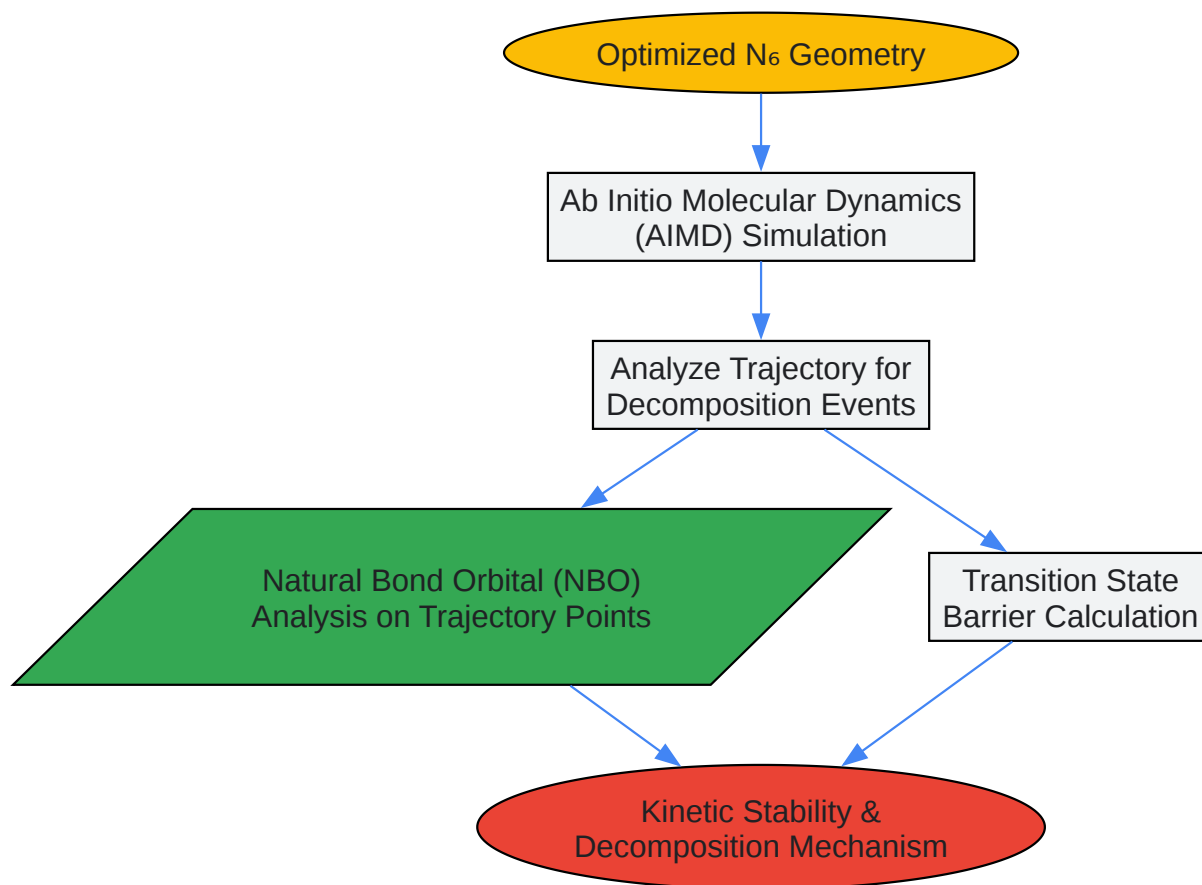 Optimized N₆ Geometry
Ab Initio Molecular Dynamics
(AIMD) Simulation
Analyze Trajectory for
Decomposition Events
Natural Bond Orbital (NBO)
Analysis on Trajectory Points
Transition State
Barrier Calculation
Kinetic Stability &
Decomposition Mechanism